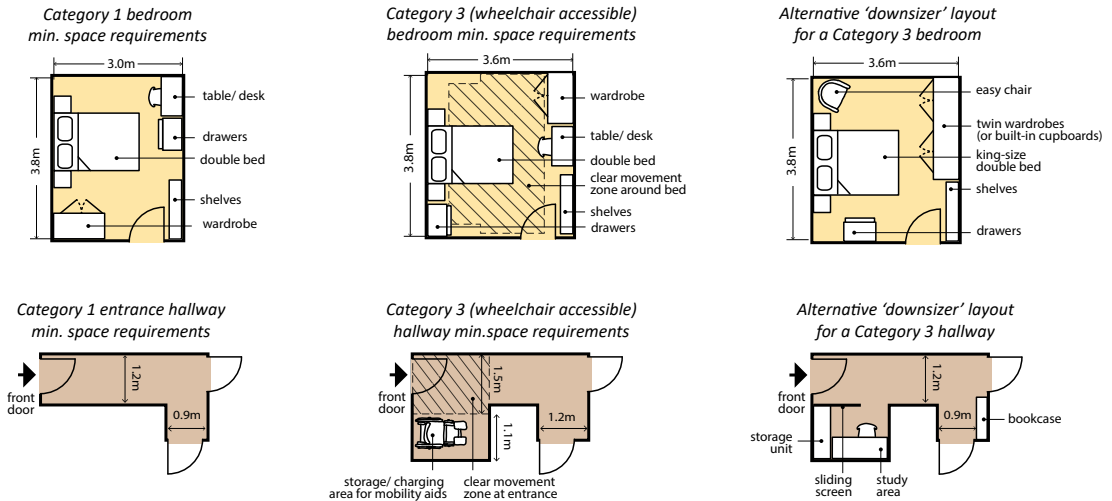 Category 1 bedroom
min. space requirements
3.0m
3.8m
table/ desk
drawers
double bed
shelves
wardrobe
Category 3 (wheelchair accessible)
bedroom min. space requirements
3.6m
3.8m
wardrobe
table/ desk
double bed
clear movement
zone around bed
shelves
drawers
Alternative ‘downsizer’ layout
for a Category 3 bedroom
3.6m
3.8m
easy chair
twin wardrobes
(or built-in cupboards)
king-size
double bed
shelves
drawers
Category 1 entrance hallway
min. space requirements
front
door
1.2m
0.9m
Category 3 (wheelchair accessible)
hallway min.space requirements
front
door
1.5m
1.1m
1.2m
storage/ charging
area for mobility aids
clear movement
zone at entrance
Alternative ‘downsizer’ layout
for a Category 3 hallway
front
door
1.2m
0.9m
bookcase
storage
unit
sliding
screen
study
area